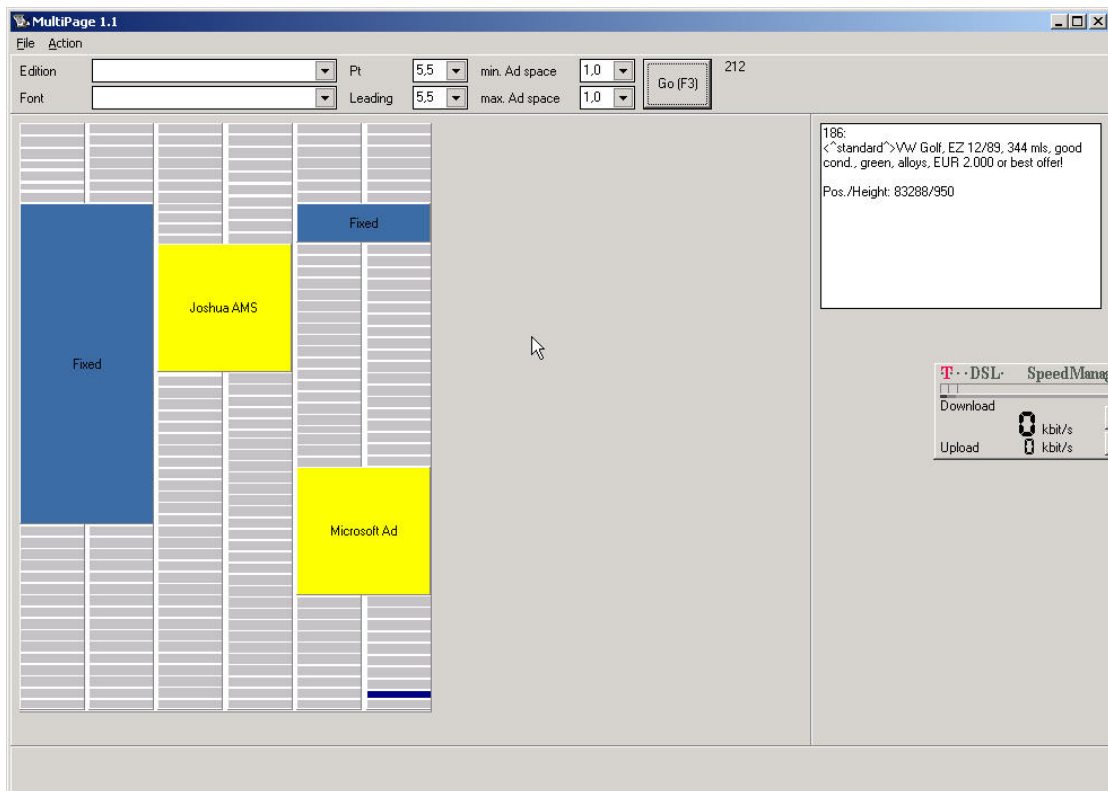 MultiPage 1.1
File Action
Edition Pt 5,5 min. Ad space 1,0 Go (F3) 212
Font Leading 5,5 max. Ad space 1,0
186:
<^standard^>VW Golf, EZ 12/89, 344 mls, good
cond., green, alloys, EUR 2.000 or best offer!
Pos./Height: 83288/950
Fixed
Joshua AMS
Fixed
Microsoft Ad
T··DSL· SpeedManag
Download
0 kbit/s
Upload 0 kbit/s